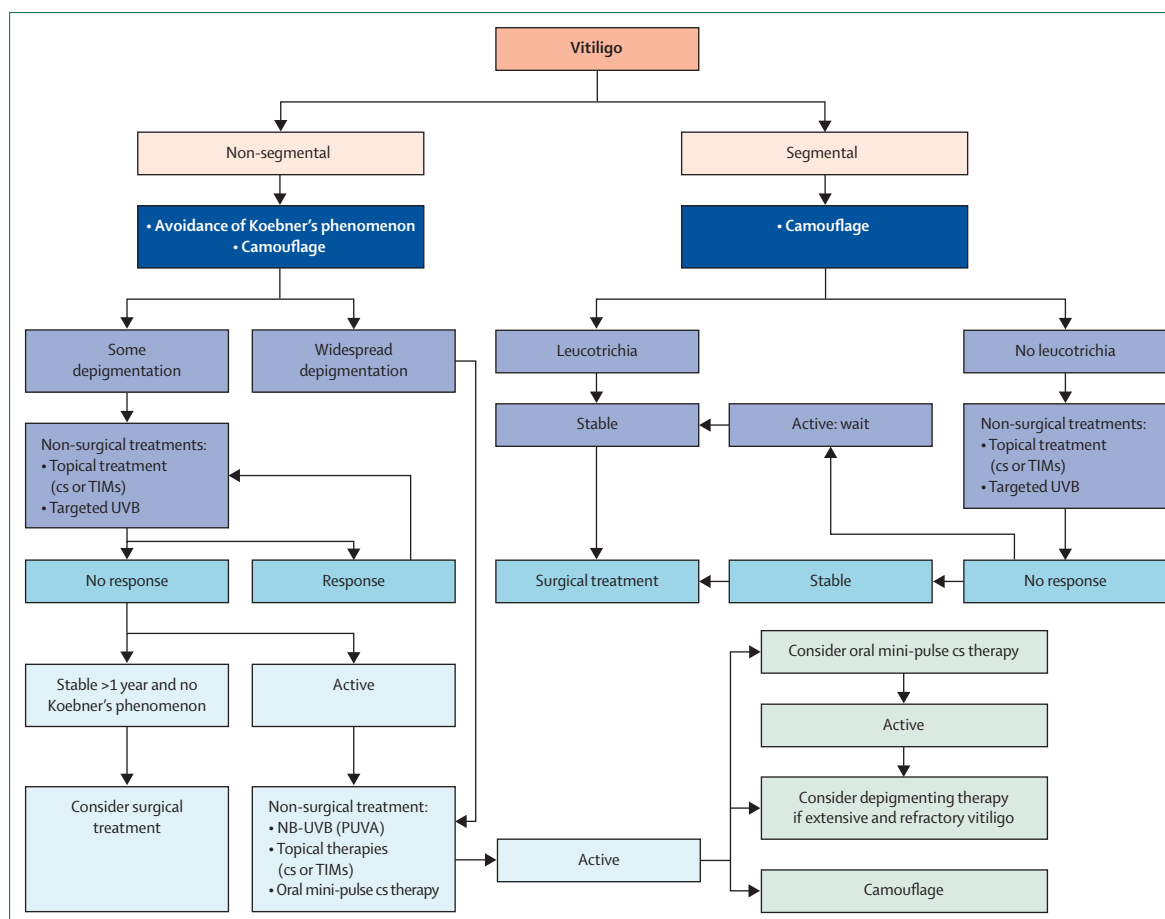 Vitiligo
Non-segmental
Segmental
• Avoidance of Koebner's phenomenon
• Camouflage
• Camouflage
Some
depigmentation
Widespread
depigmentation
Leucotrichia
No leucotrichia
Non-surgical treatments:
• Topical treatment
(cs or TIMs)
• Targeted UVB
Stable
Active: wait
Non-surgical treatments:
• Topical treatment
(cs or TIMs)
• Targeted UVB
No response
Response
Surgical treatment
Stable
No response
Stable >1 year and no
Koebner's phenomenon
Active
Consider oral mini-pulse cs therapy
Active
Consider surgical
treatment
Non-surgical treatment:
• NB-UVB (PUVA)
• Topical therapies
(cs or TIMs)
• Oral mini-pulse cs therapy
Active
Consider depigmenting therapy
if extensive and refractory vitiligo
Camouflage